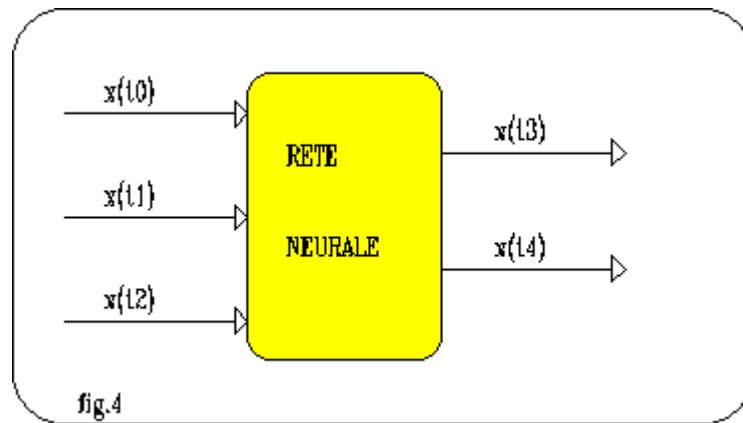 x(t0)
x(t1)
x(t2)
RETE
NEURALE
x(t3)
x(t4)
fig.4